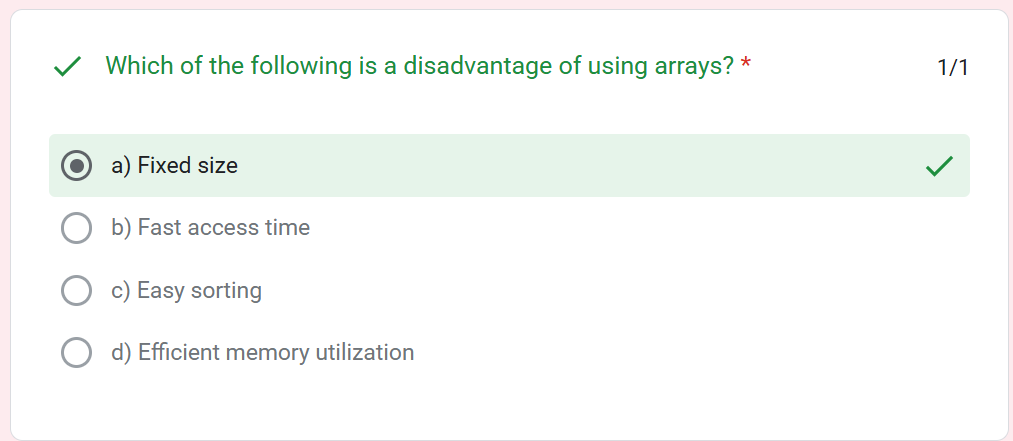 Which of the following is a disadvantage of using arrays? *
1/1
a) Fixed size
b) Fast access time
c) Easy sorting
d) Efficient memory utilization